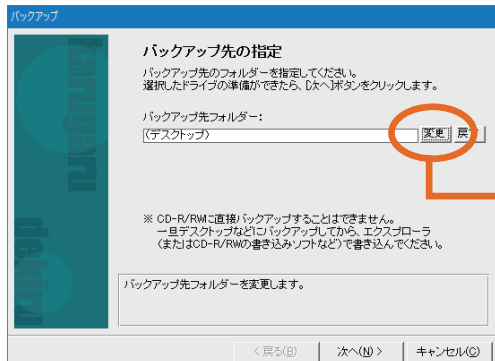 バックアップ
バックアップ先の指定
バックアップ先のフォルダーを指定してください。
選択したドライブの準備ができたら、[次へ]ボタンをクリックします。
バックアップ先フォルダー:
(デスクトップ)
変更
戻す
※ CD-R/RWに直接バックアップすることはできません。
一旦デスクトップなどにバックアップしてから、エクスプローラ
(またはCD-R/RWの書き込みソフトなど)で書き込んでください。
バックアップ先フォルダーを変更します。
< 戻る(B)
次へ(N) >
キャンセル(C)
karugaru
dekiru